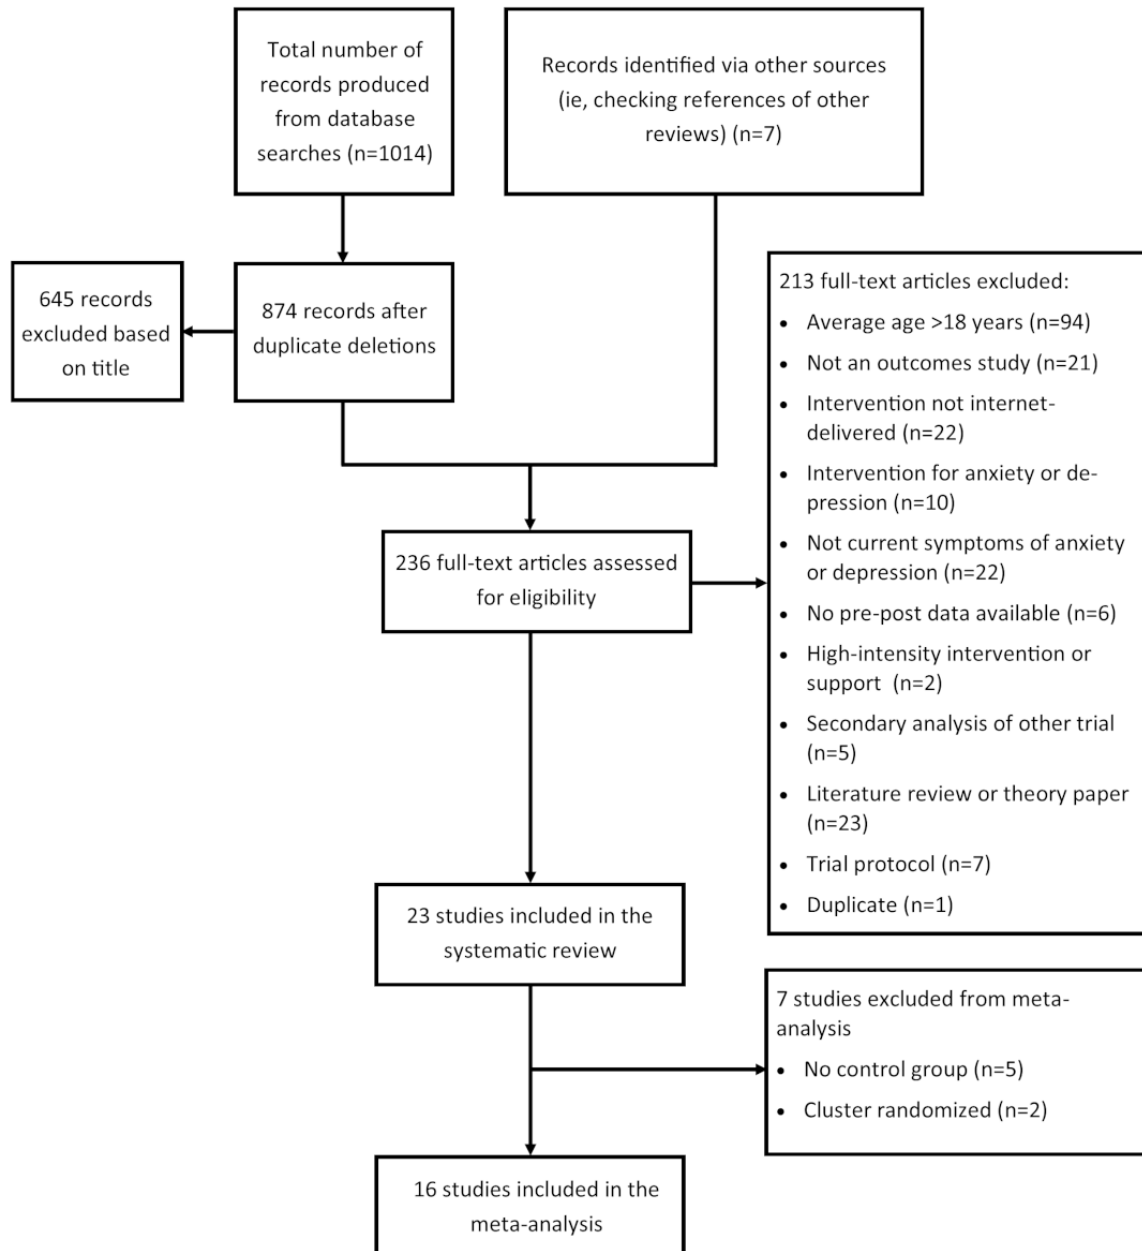 Total number of
records produced
from database
searches (n=1014)
Records identified via other sources
(ie, checking references of other
reviews) (n=7)
645 records
excluded based
on title
874 records after
duplicate deletions
213 full-text articles excluded:
• Average age >18 years (n=94)
• Not an outcomes study (n=21)
• Intervention not internet-
delivered (n=22)
• Intervention for anxiety or de-
pression (n=10)
• Not current symptoms of anxiety
or depression (n=22)
• No pre-post data available (n=6)
• High-intensity intervention or
support (n=2)
• Secondary analysis of other trial
(n=5)
• Literature review or theory paper
(n=23)
• Trial protocol (n=7)
• Duplicate (n=1)
236 full-text articles assessed
for eligibility
23 studies included in the
systematic review
7 studies excluded from meta-
analysis
• No control group (n=5)
• Cluster randomized (n=2)
16 studies included in the
meta-analysis